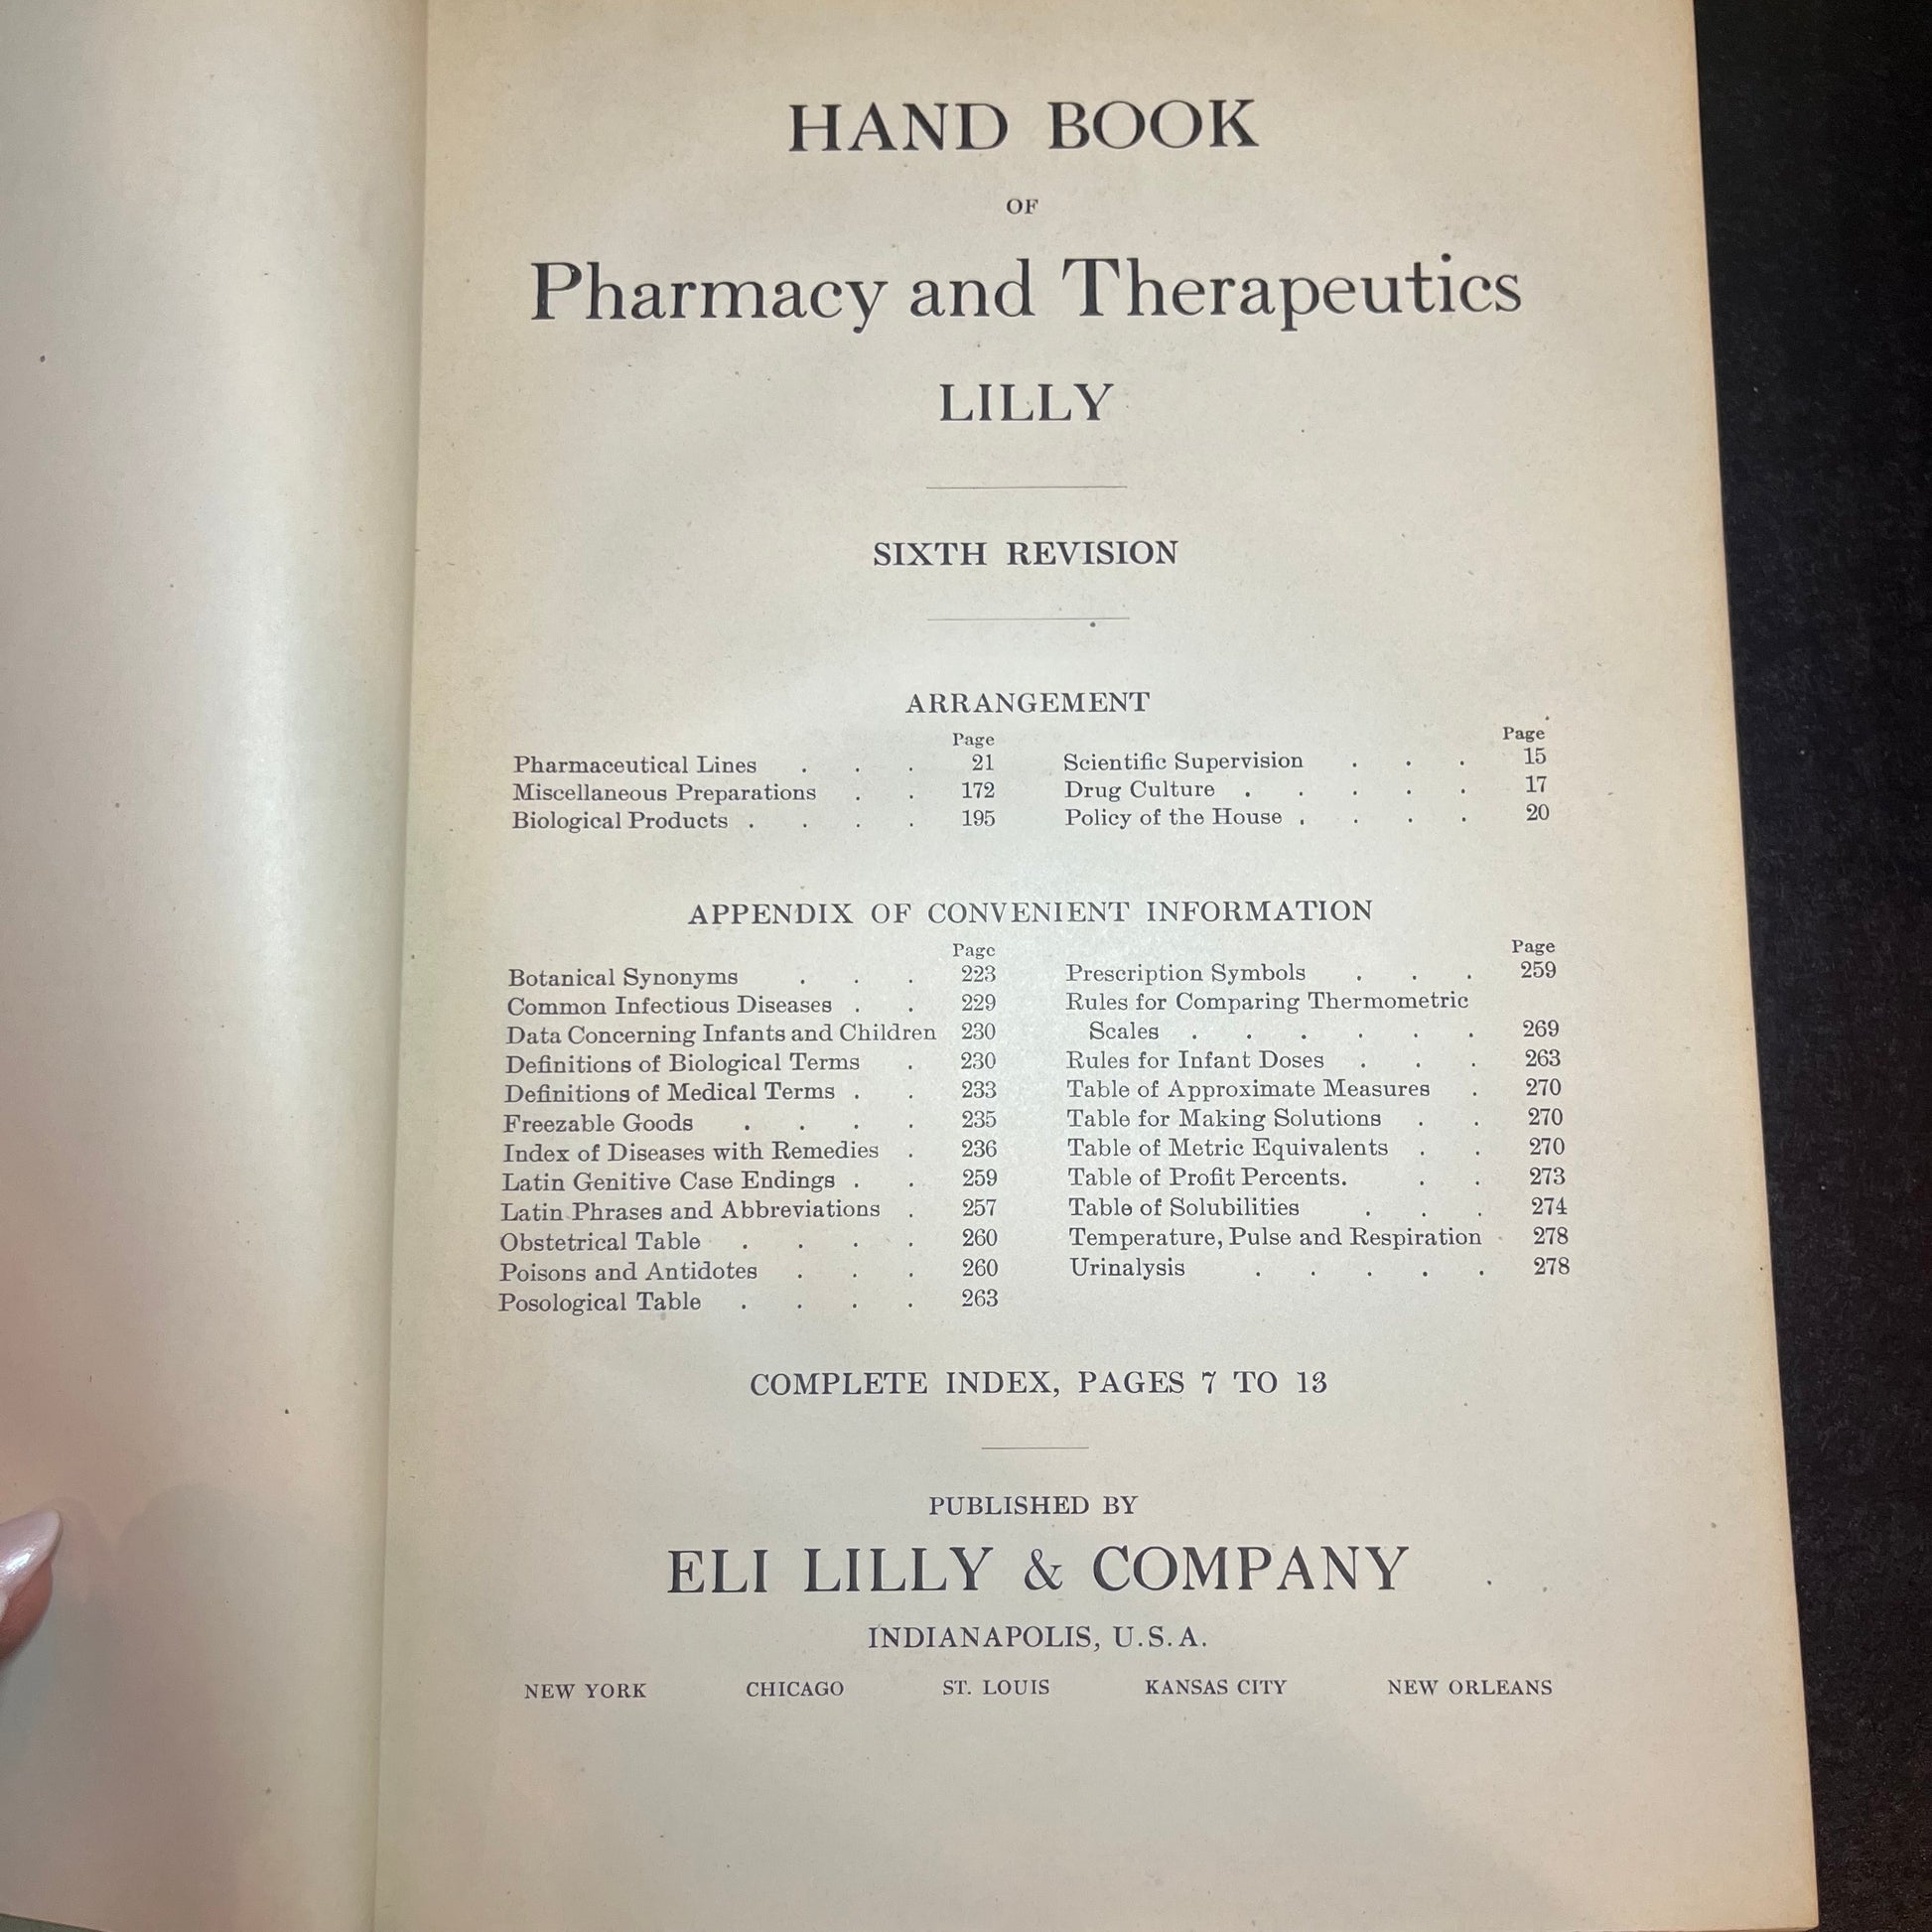 HAND BOOK
OF
Pharmacy and Therapeutics
LILLY
SIXTH REVISION
ARRANGEMENT
Page
Pharmaceutical Lines . . . 21
Miscellaneous Preparations . . 172
Biological Products . . . . 195
Page
Scientific Supervision . . . 15
Drug Culture . . . . . 17
Policy of the House . . . . 20
APPENDIX OF CONVENIENT INFORMATION
Page
Botanical Synonyms . . . 223
Common Infectious Diseases . . 229
Data Concerning Infants and Children 230
Definitions of Biological Terms . 230
Definitions of Medical Terms . . 233
Freezable Goods . . . . 235
Index of Diseases with Remedies . 236
Latin Genitive Case Endings . . 259
Latin Phrases and Abbreviations . 257
Obstetrical Table . . . . 260
Poisons and Antidotes . . . 260
Posological Table . . . . 263
Page
Prescription Symbols . . . 259
Rules for Comparing Thermometric
Scales . . . . . . 269
Rules for Infant Doses . . . 263
Table of Approximate Measures . 270
Table for Making Solutions . . 270
Table of Metric Equivalents . . 270
Table of Profit Percents. . . 273
Table of Solubilities . . . 274
Temperature, Pulse and Respiration . 278
Urinalysis . . . . . 278
COMPLETE INDEX, PAGES 7 TO 13
PUBLISHED BY
ELI LILLY & COMPANY
INDIANAPOLIS, U.S.A.
NEW YORK CHICAGO ST. LOUIS KANSAS CITY NEW ORLEANS